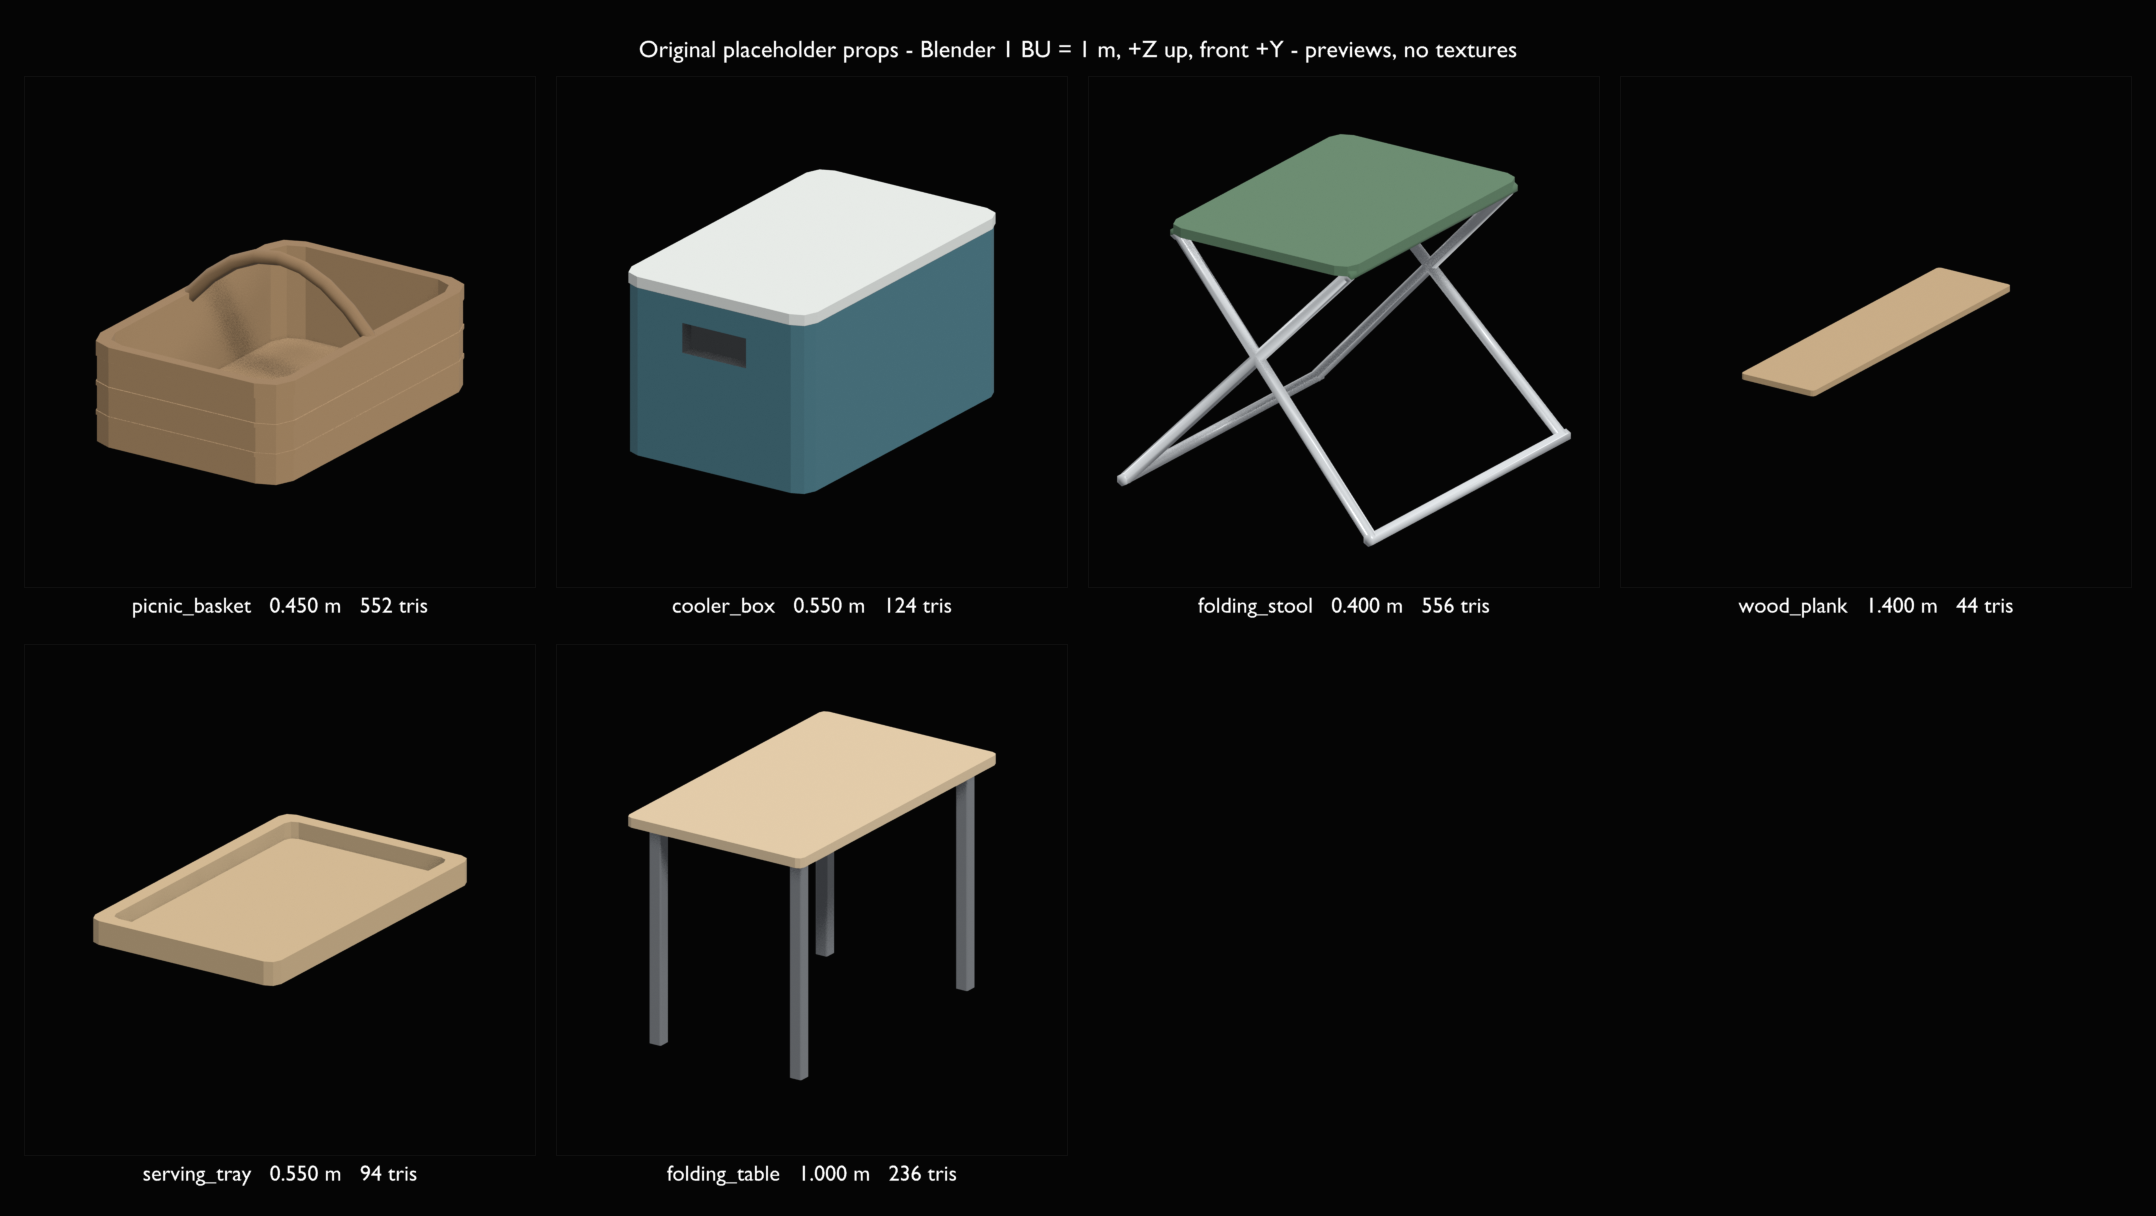 Original placeholder props - Blender 1 BU = 1 m, +Z up, front +Y - previews, no textures
picnic_basket 0.450 m 552 tris
cooler_box 0.550 m 124 tris
folding_stool 0.400 m 556 tris
wood_plank 1.400 m 44 tris
serving_tray 0.550 m 94 tris
folding_table 1.000 m 236 tris